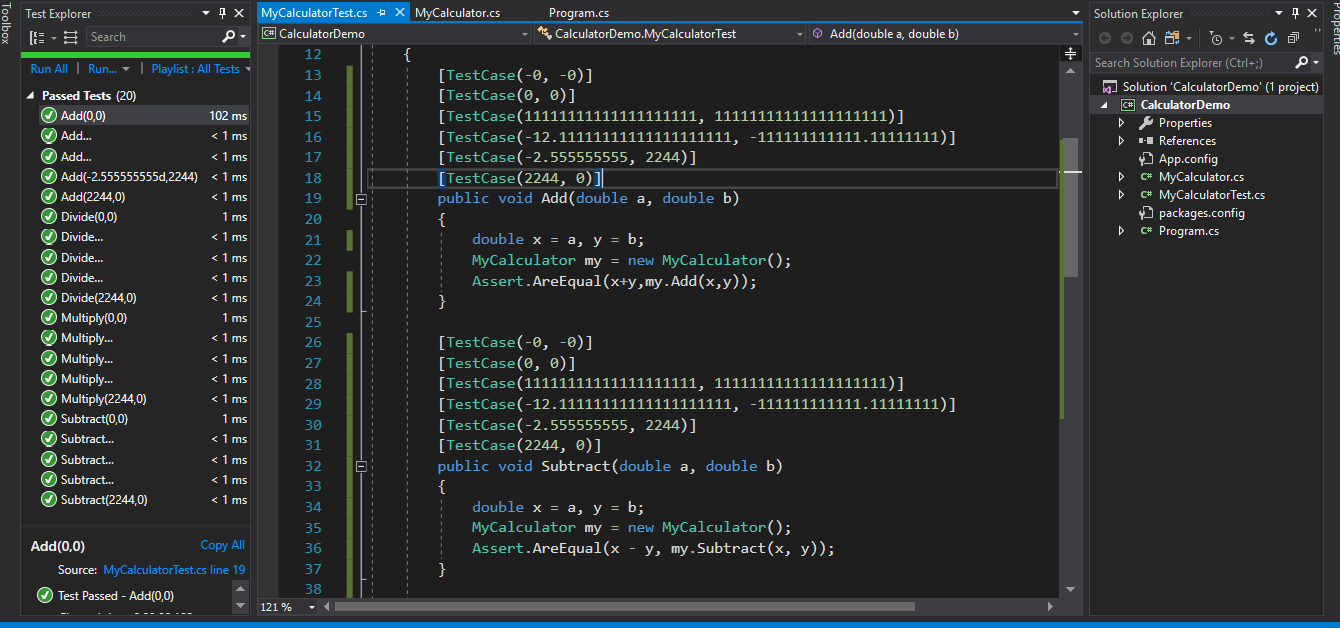 Toolbox
Test Explorer
Search
Run All | Run... | Playlist : All Tests
Passed Tests (20)
Add(0,0) 102 ms
Add... < 1 ms
Add... < 1 ms
Add(-2.555555555d,2244) < 1 ms
Add(2244,0) < 1 ms
Divide(0,0) 1 ms
Divide... < 1 ms
Divide... < 1 ms
Divide... < 1 ms
Divide(2244,0) < 1 ms
Multiply(0,0) 1 ms
Multiply... < 1 ms
Multiply... < 1 ms
Multiply... < 1 ms
Multiply(2244,0) < 1 ms
Subtract(0,0) 1 ms
Subtract... < 1 ms
Subtract... < 1 ms
Subtract... < 1 ms
Subtract(2244,0) < 1 ms
Add(0,0) Copy All
Source: MyCalculatorTest.cs line 19
Test Passed - Add(0,0)
MyCalculatorTest.cs MyCalculator.cs Program.cs
C# CalculatorDemo CalculatorDemo.MyCalculatorTest Add(double a, double b)
12 {
13 [TestCase(-0, -0)]
14 [TestCase(0, 0)]
15 [TestCase(11111111111111111111, 11111111111111111111)]
16 [TestCase(-12.11111111111111111111, -111111111111.11111111)]
17 [TestCase(-2.555555555, 2244)]
18 [TestCase(2244, 0)]
19 public void Add(double a, double b)
20 {
21 double x = a, y = b;
22 MyCalculator my = new MyCalculator();
23 Assert.AreEqual(x+y,my.Add(x,y));
24 }
25
26 [TestCase(-0, -0)]
27 [TestCase(0, 0)]
28 [TestCase(11111111111111111111, 11111111111111111111)]
29 [TestCase(-12.11111111111111111111, -111111111111.11111111)]
30 [TestCase(-2.555555555, 2244)]
31 [TestCase(2244, 0)]
32 public void Subtract(double a, double b)
33 {
34 double x = a, y = b;
35 MyCalculator my = new MyCalculator();
36 Assert.AreEqual(x - y, my.Subtract(x, y));
37 }
38
121 %
Solution Explorer
Search Solution Explorer (Ctrl+;)
Solution 'CalculatorDemo' (1 project)
C# CalculatorDemo
Properties
References
App.config
C# MyCalculator.cs
C# MyCalculatorTest.cs
packages.config
C# Program.cs
Properties